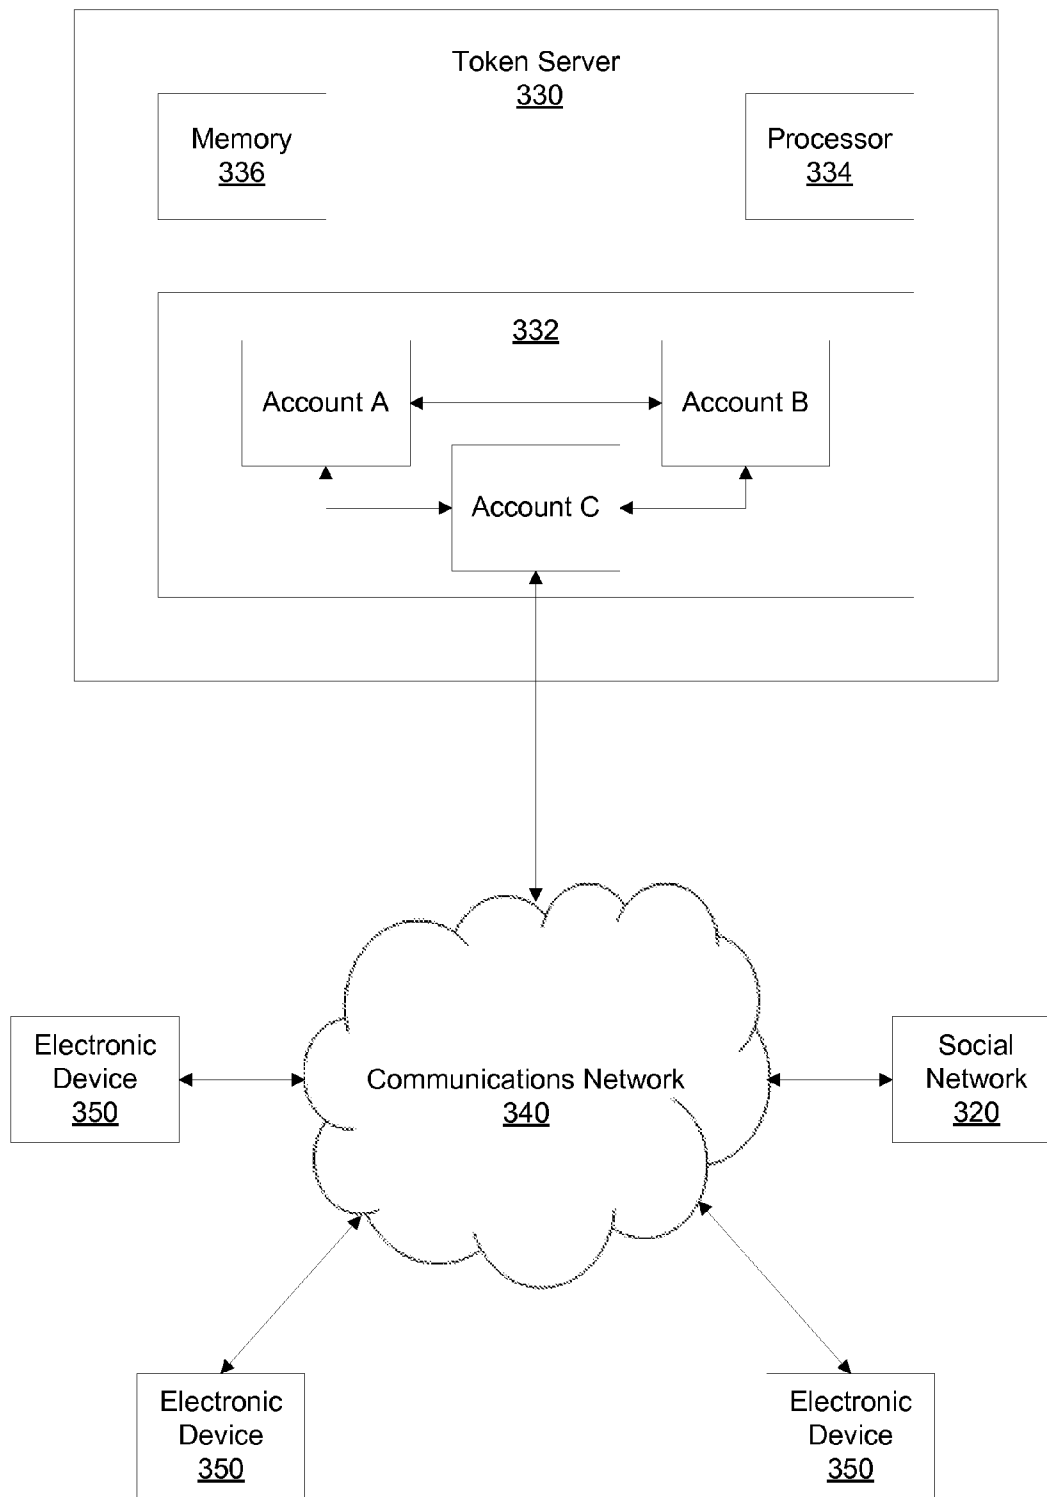 Token Server
330
Memory
336
Processor
334
332
Account A
Account B
Account C
Electronic
Device
350
Communications Network
340
Social
Network
320
Electronic
Device
350
Electronic
Device
350